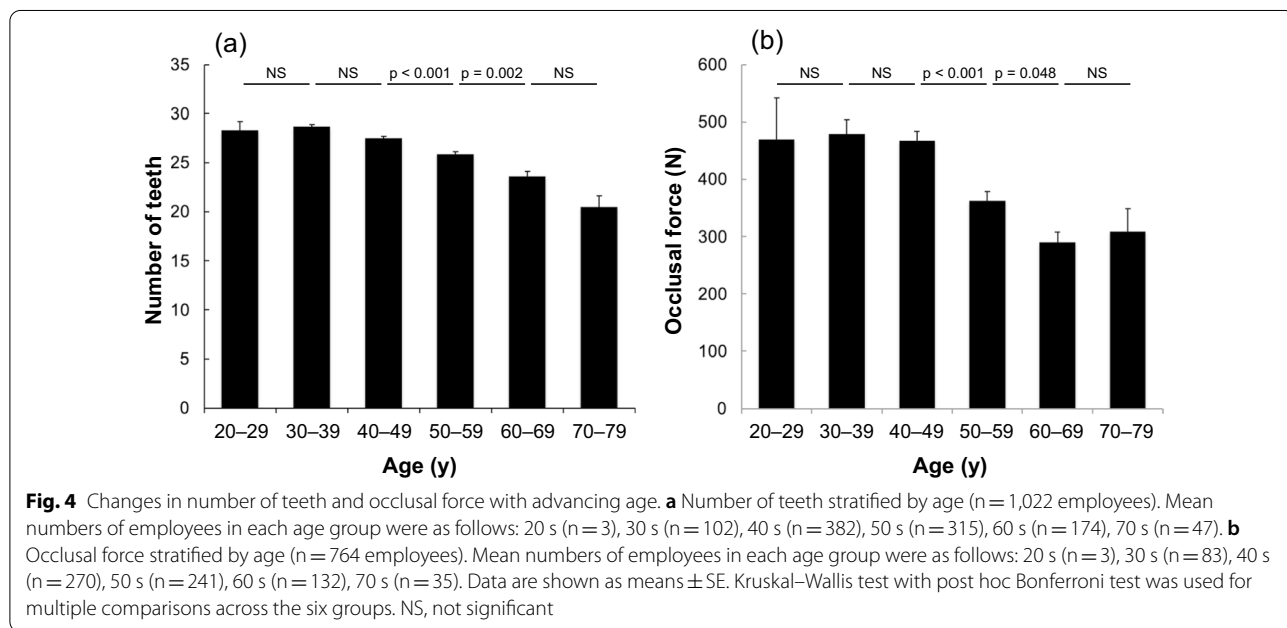 (a)
NS NS p < 0.001 p = 0.002 NS
35
30
25
20
15
10
5
0
Number of teeth
20–29 30–39 40–49 50–59 60–69 70–79
Age (y)
(b)
NS NS p <0.001 p = 0.048 NS
600
500
400
300
200
100
0
Occlusal force (N)
20–29 30–39 40–49 50–59 60–69 70–79
Age (y)
Fig. 4 Changes in number of teeth and occlusal force with advancing age. a Number of teeth stratified by age (n = 1,022 employees). Mean
numbers of employees in each age group were as follows: 20 s (n = 3), 30 s (n = 102), 40 s (n = 382), 50 s (n = 315), 60 s (n = 174), 70 s (n = 47). b
Occlusal force stratified by age (n = 764 employees). Mean numbers of employees in each age group were as follows: 20 s (n = 3), 30 s (n = 83), 40 s
(n = 270), 50 s (n = 241), 60 s (n = 132), 70 s (n = 35). Data are shown as means ± SE. Kruskal–Wallis test with post hoc Bonferroni test was used for
multiple comparisons across the six groups. NS, not significant